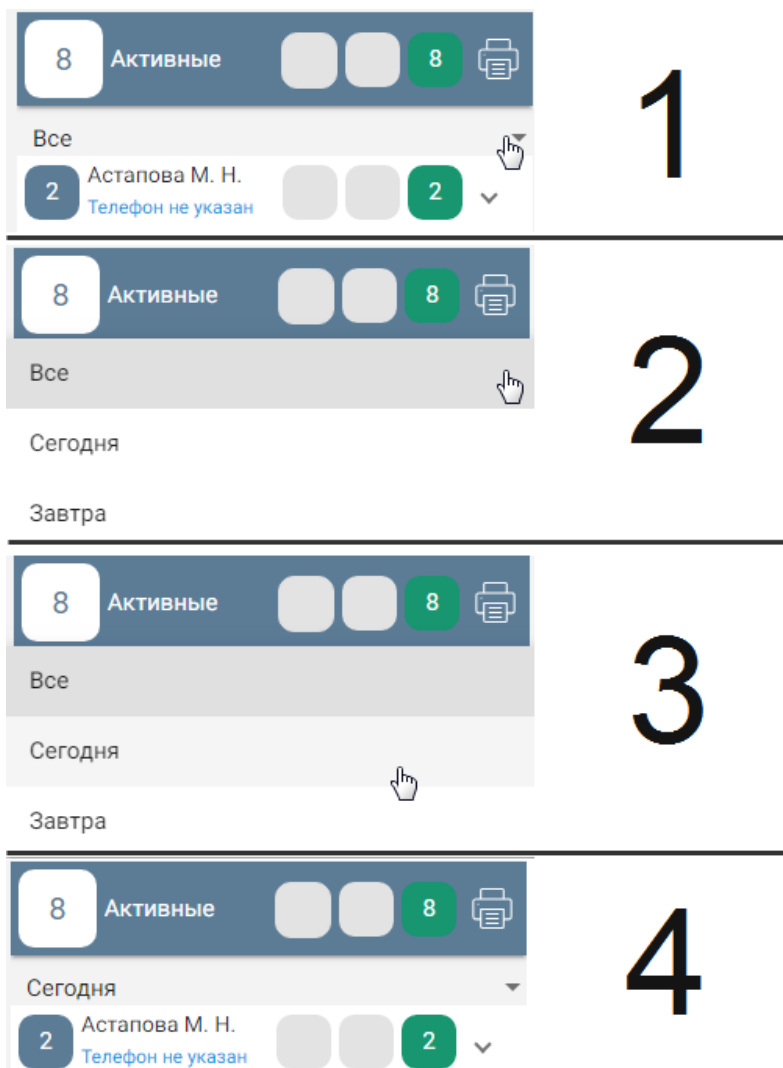 8 Активные 8
1
Все
2 Астапова М. Н. 2
Телефон не указан
8 Активные 8
2
Все
Сегодня
Завтра
8 Активные 8
3
Все
Сегодня
Завтра
8 Активные 8
4
Сегодня
2 Астапова М. Н. 2
Телефон не указан